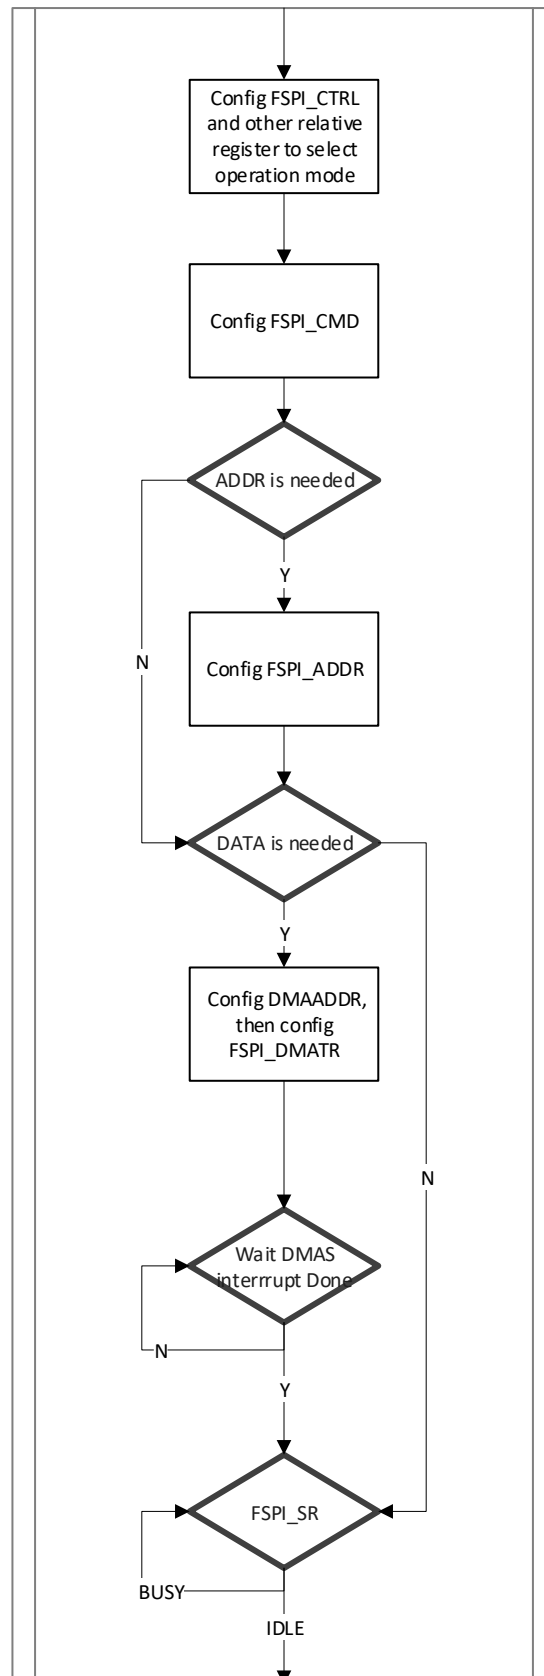 Config FSPI_CTRL
and other relative
register to select
operation mode
Config FSPI_CMD
ADDR is needed
Y
N
Config FSPI_ADDR
DATA is needed
Y
Config DMAADDR,
then config
FSPI_DMATR
N
Wait DMAS
interrrupt Done
N
Y
FSPI_SR
BUSY
IDLE